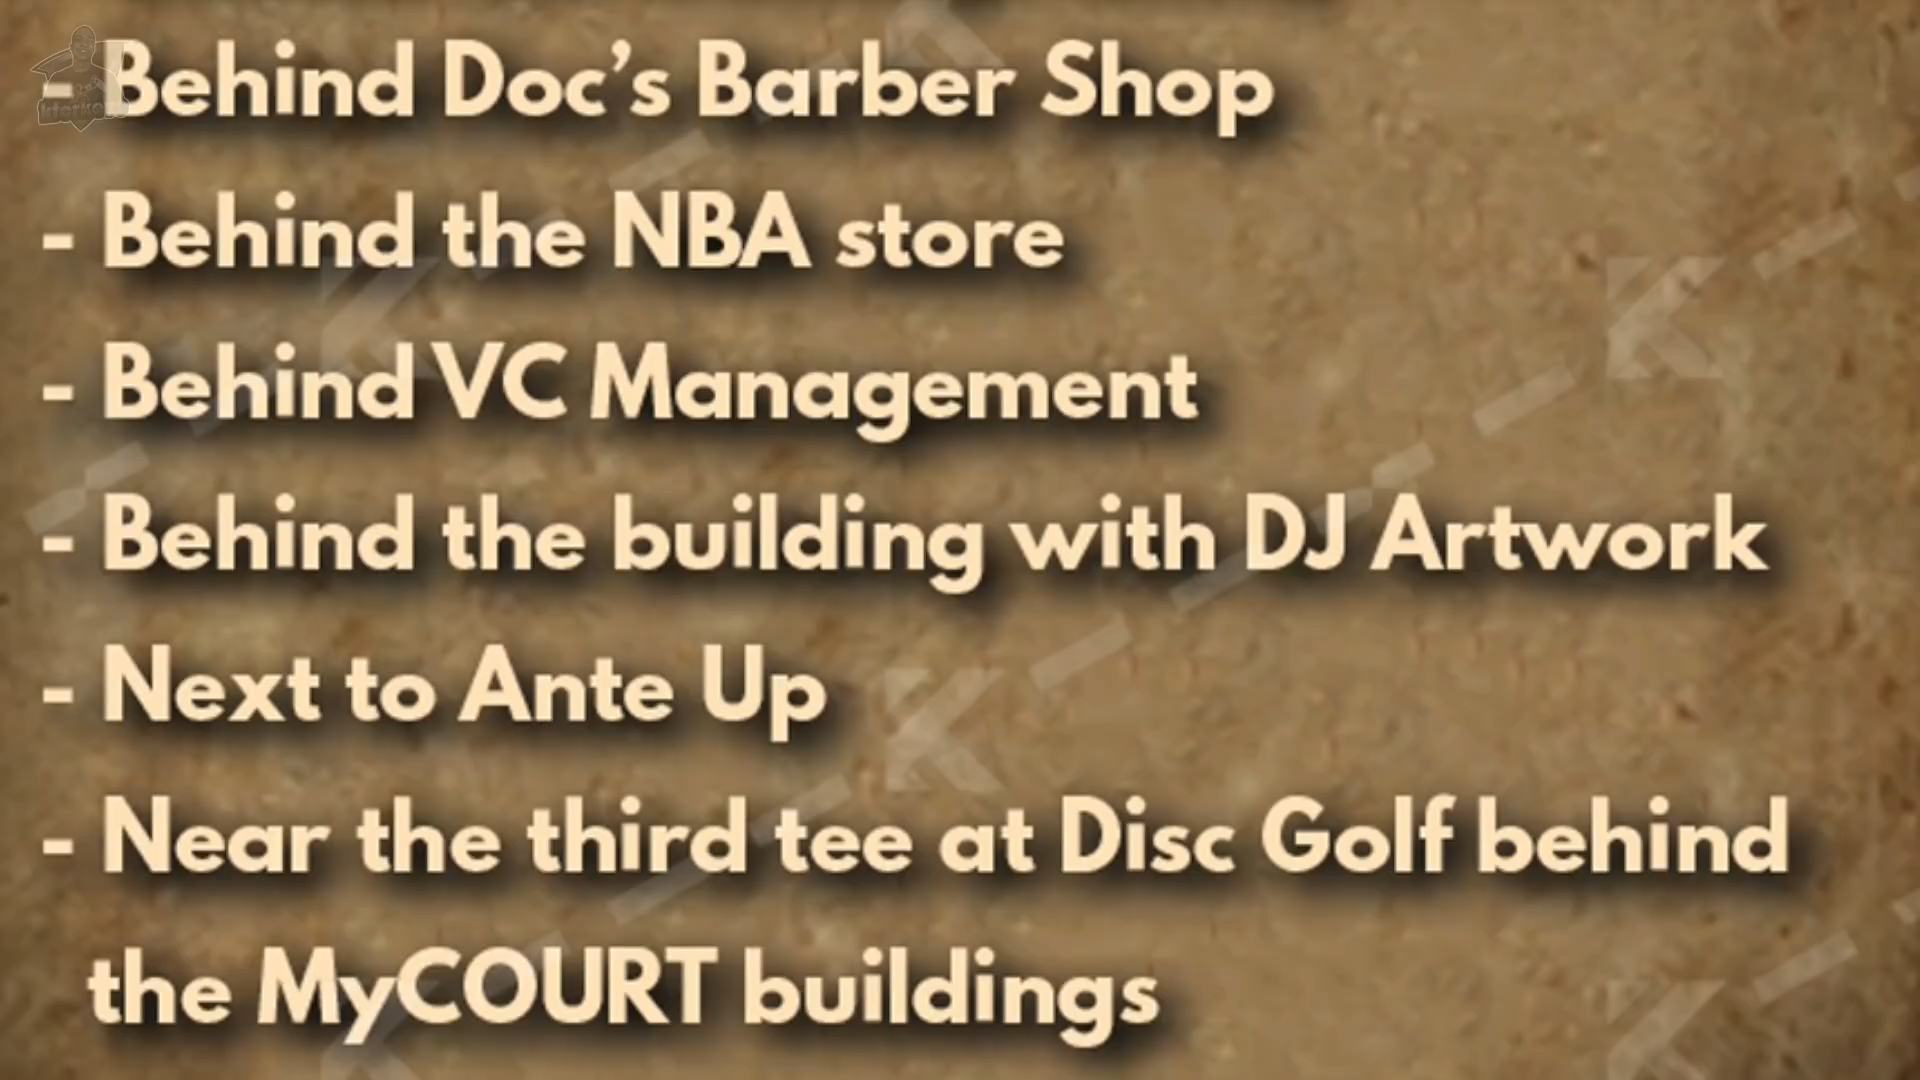 - Behind Doc’s Barber Shop
- Behind the NBA store
- Behind VC Management
- Behind the building with DJ Artwork
- Next to Ante Up
- Near the third tee at Disc Golf behind
the MyCOURT buildings